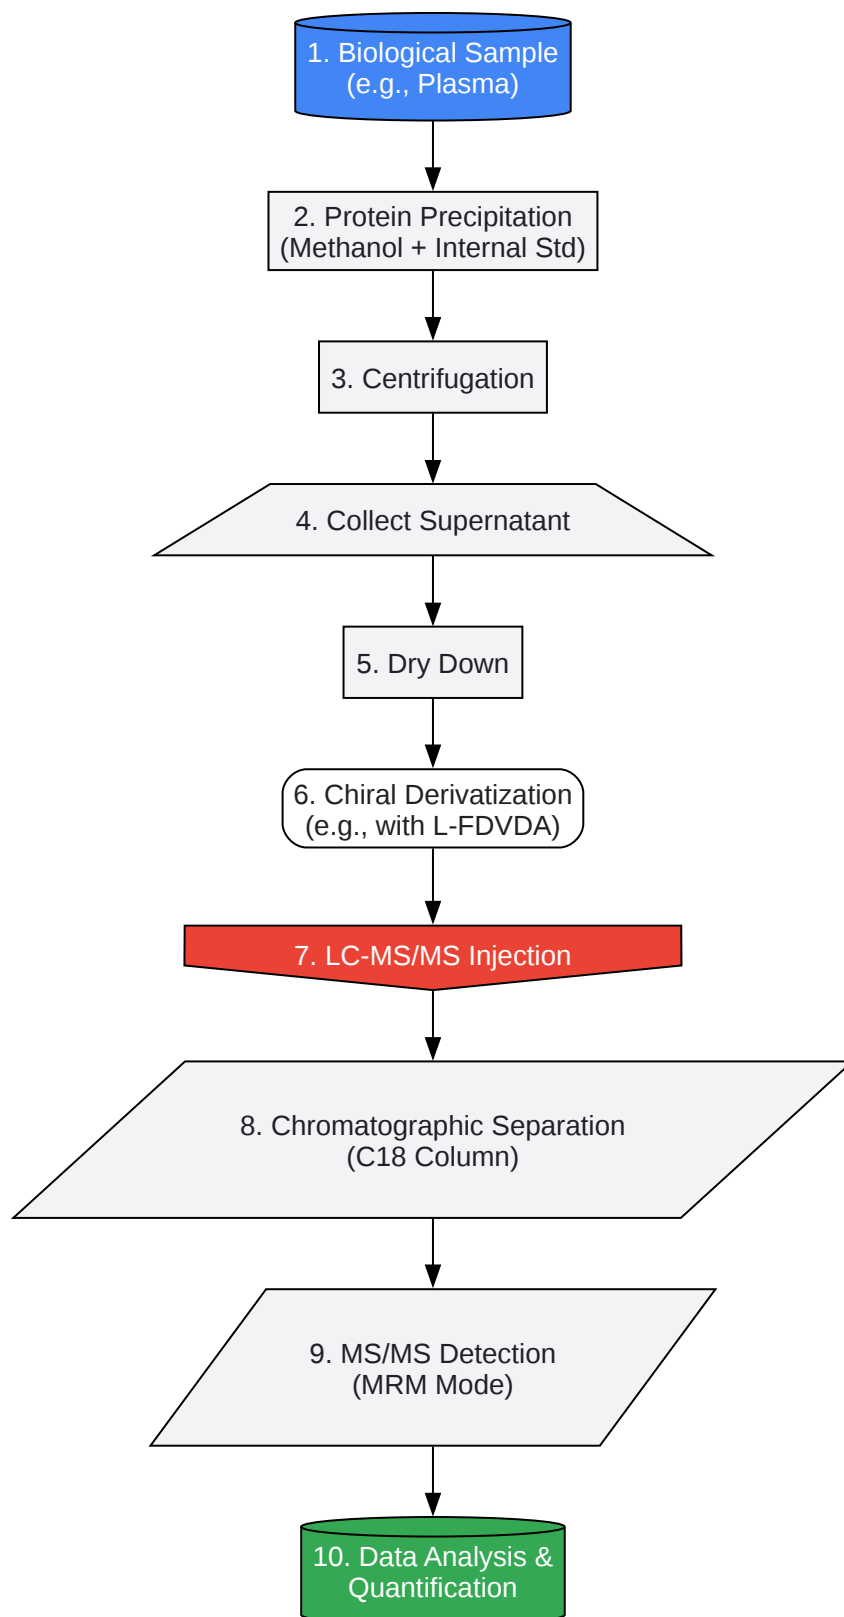 1. Biological Sample
(e.g., Plasma)
2. Protein Precipitation
(Methanol + Internal Std)
3. Centrifugation
4. Collect Supernatant
5. Dry Down
6. Chiral Derivatization
(e.g., with L-FDVDA)
7. LC-MS/MS Injection
8. Chromatographic Separation
(C18 Column)
9. MS/MS Detection
(MRM Mode)
10. Data Analysis &
Quantification